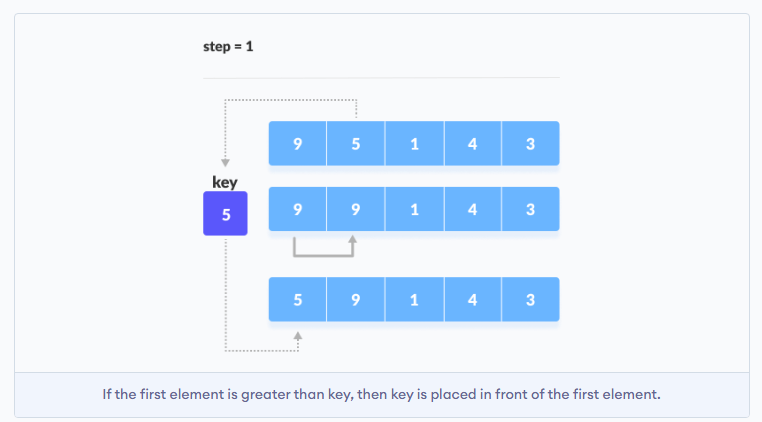 step = 1
9 5 1 4 3
key
5
9 9 1 4 3
5 9 1 4 3
If the first element is greater than key, then key is placed in front of the first element.